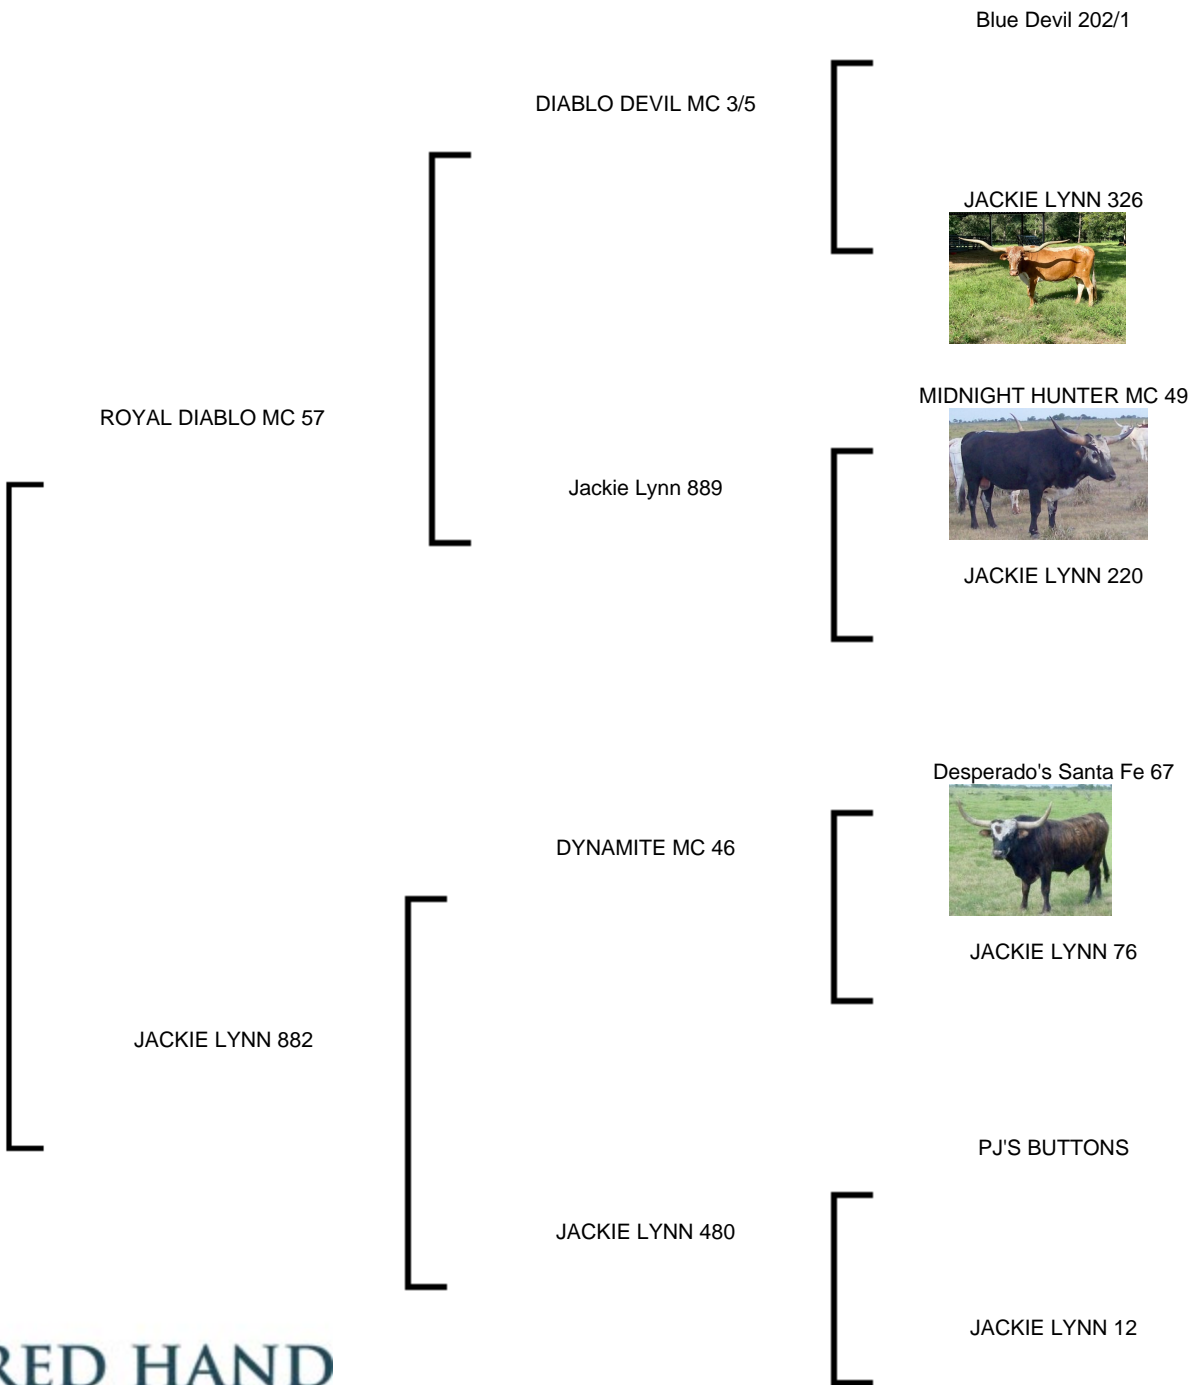 Blue Devil 202/1
DIABLO DEVIL MC 3/5
JACKIE LYNN 326
MIDNIGHT HUNTER MC 49
ROYAL DIABLO MC 57
Jackie Lynn 889
JACKIE LYNN 220
Desperado's Santa Fe 67
DYNAMITE MC 46
JACKIE LYNN 76
JACKIE LYNN 882
PJ'S BUTTONS
JACKIE LYNN 480
JACKIE LYNN 12
RED HAND